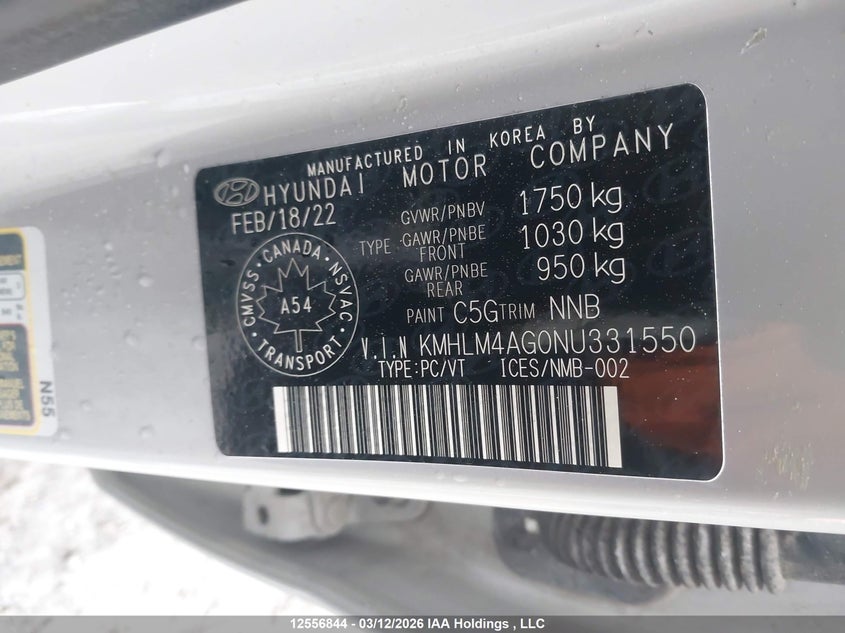 MANUFACTURED IN KOREA BY
HYUNDAI MOTOR COMPANY
FEB/18/22
GVWR/PNBV 1750 kg
TYPE GAWR/PNBE FRONT 1030 kg
GAWR/PNBE REAR 950 kg
PAINT C5G TRIM NNB
CMVSS · CANADA · NSVAC
A54
TRANSPORT
V.I.N KMHLM4AG0NU331550
TYPE:PC/VT ICES/NMB-002
N55
12556844 - 03/12/2026 IAA Holdings , LLC